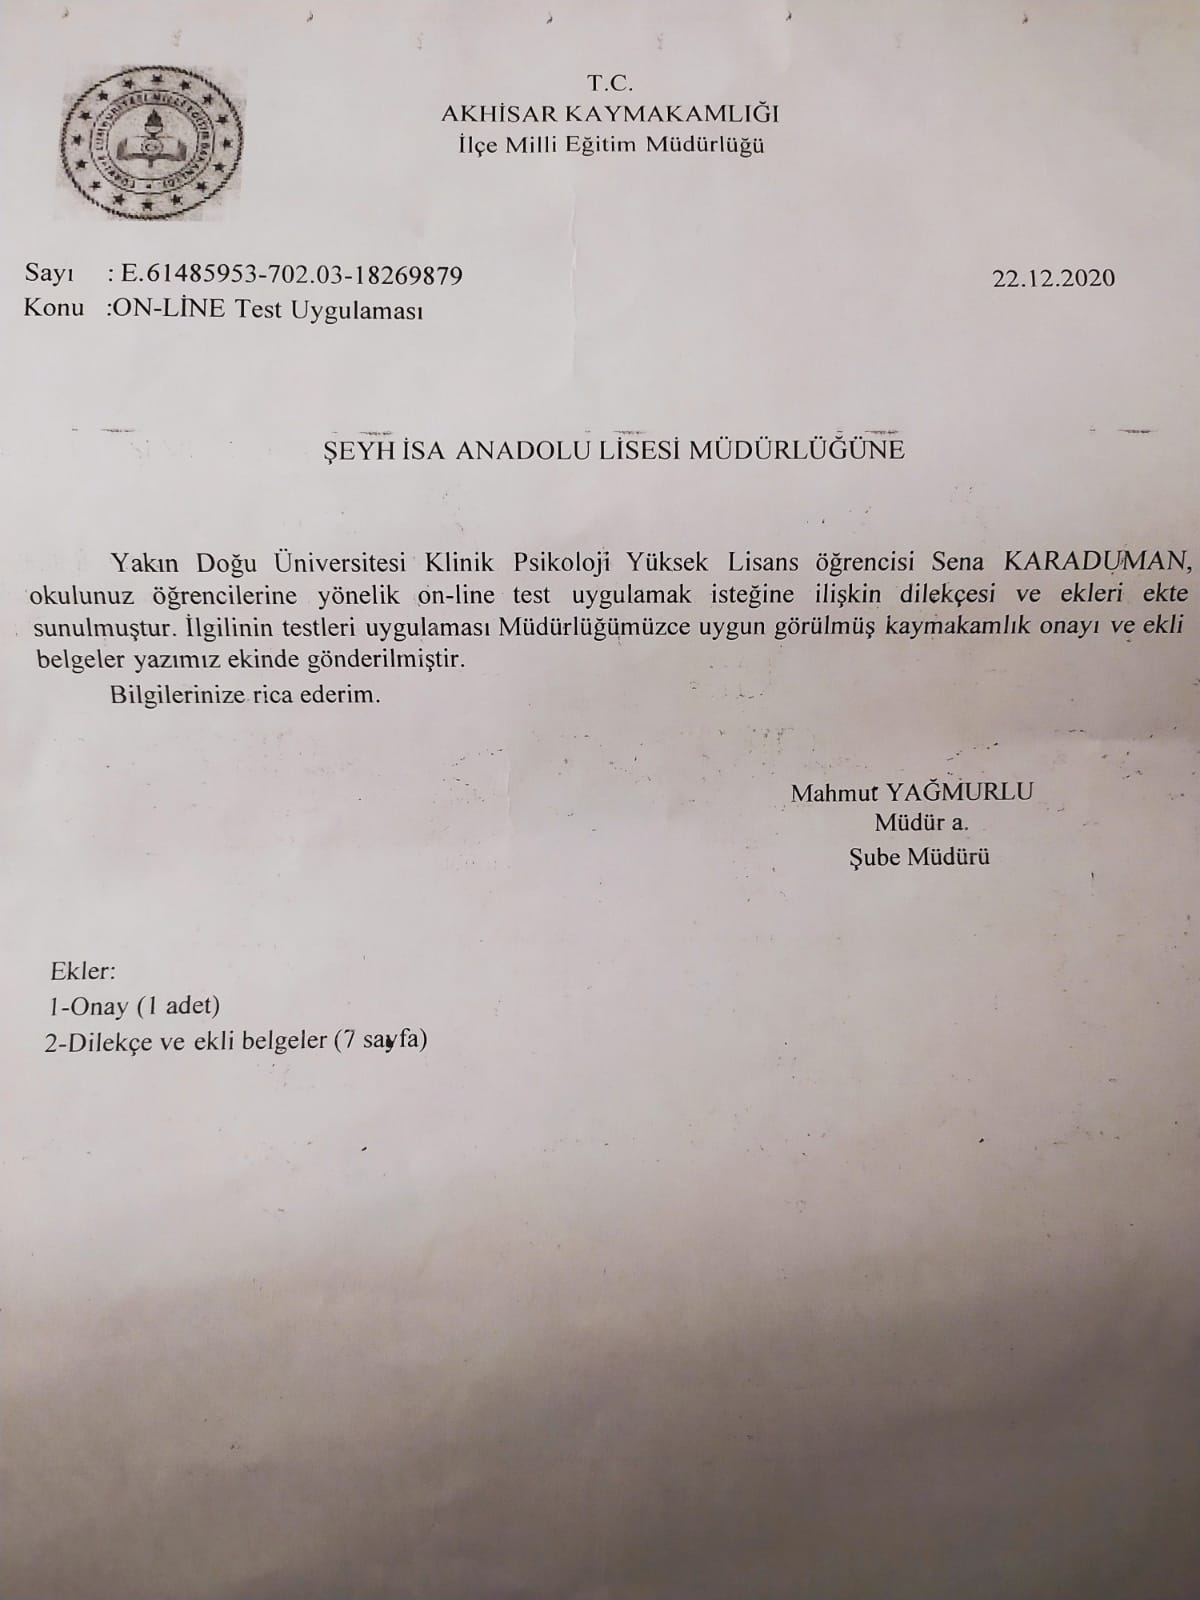 T.C.
AKHİSAR KAYMAKAMLIĞI
İlçe Milli Eğitim Müdürlüğü
Sayı : E.61485953-702.03-18269879
22.12.2020
Konu :ON-LİNE Test Uygulaması
ŞEYH İSA ANADOLU LİSESİ MÜDÜRLÜĞÜNE
Yakın Doğu Üniversitesi Klinik Psikoloji Yüksek Lisans öğrencisi Sena KARADUMAN,
okulunuz öğrencilerine yönelik on-line test uygulamak isteğine ilişkin dilekçesi ve ekleri ekte
sunulmuştur. İlgilinin testleri uygulaması Müdürlüğümüzce uygun görülmüş kaymakamlık onayı ve ekli
belgeler yazımız ekinde gönderilmiştir.
Bilgilerinize rica ederim.
Mahmut YAĞMURLU
Müdür a.
Şube Müdürü
Ekler:
1-Onay (1 adet)
2-Dilekçe ve ekli belgeler (7 sayfa)